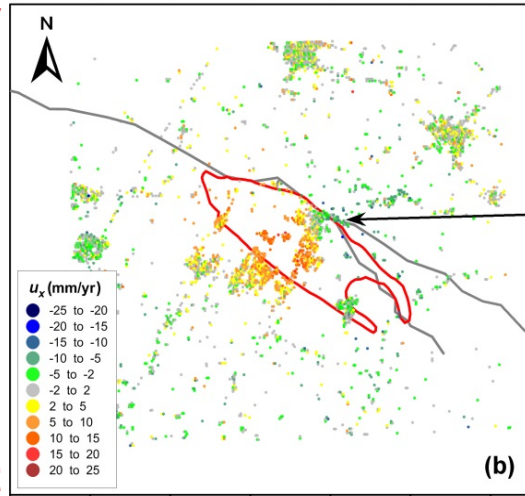 N
uₓ (mm/yr)
-25 to -20
-20 to -15
-15 to -10
-10 to -5
-5 to -2
-2 to 2
2 to 5
5 to 10
10 to 15
15 to 20
20 to 25
(b)